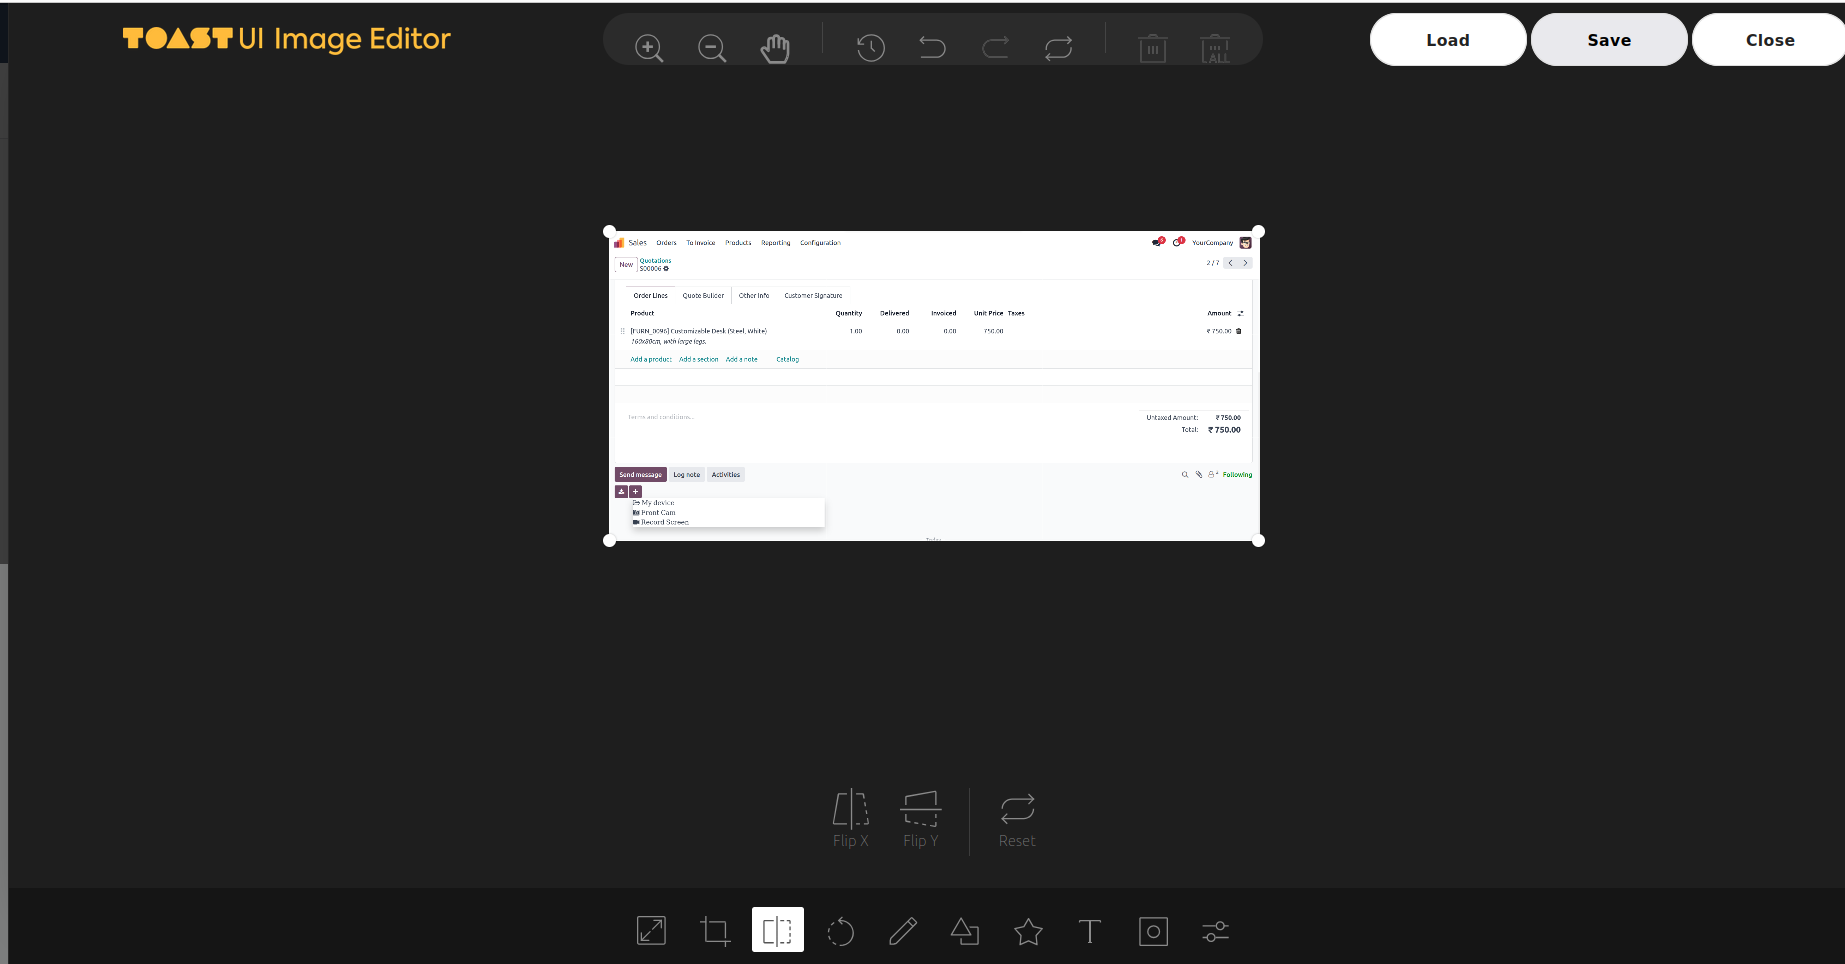 TOAST UI Image Editor
Load
Save
Close
ALL
Sales Orders To Invoice Products Reporting Configuration
YourCompany
New
Quotations
S00006
2 / 7
Order Lines Quote Builder Other Info Customer Signature
Product Quantity Delivered Invoiced Unit Price Taxes Amount
[FURN_0096] Customizable Desk (Steel, White) 1.00 0.00 0.00 750.00 ₹ 750.00
160x80cm, with large legs.
Add a product Add a section Add a note Catalog
Terms and conditions...
Untaxed Amount: ₹ 750.00
Total: ₹ 750.00
Send message Log note Activities
Following
My device
Front Cam
Record Screen
Today
Flip X
Flip Y
Reset
T